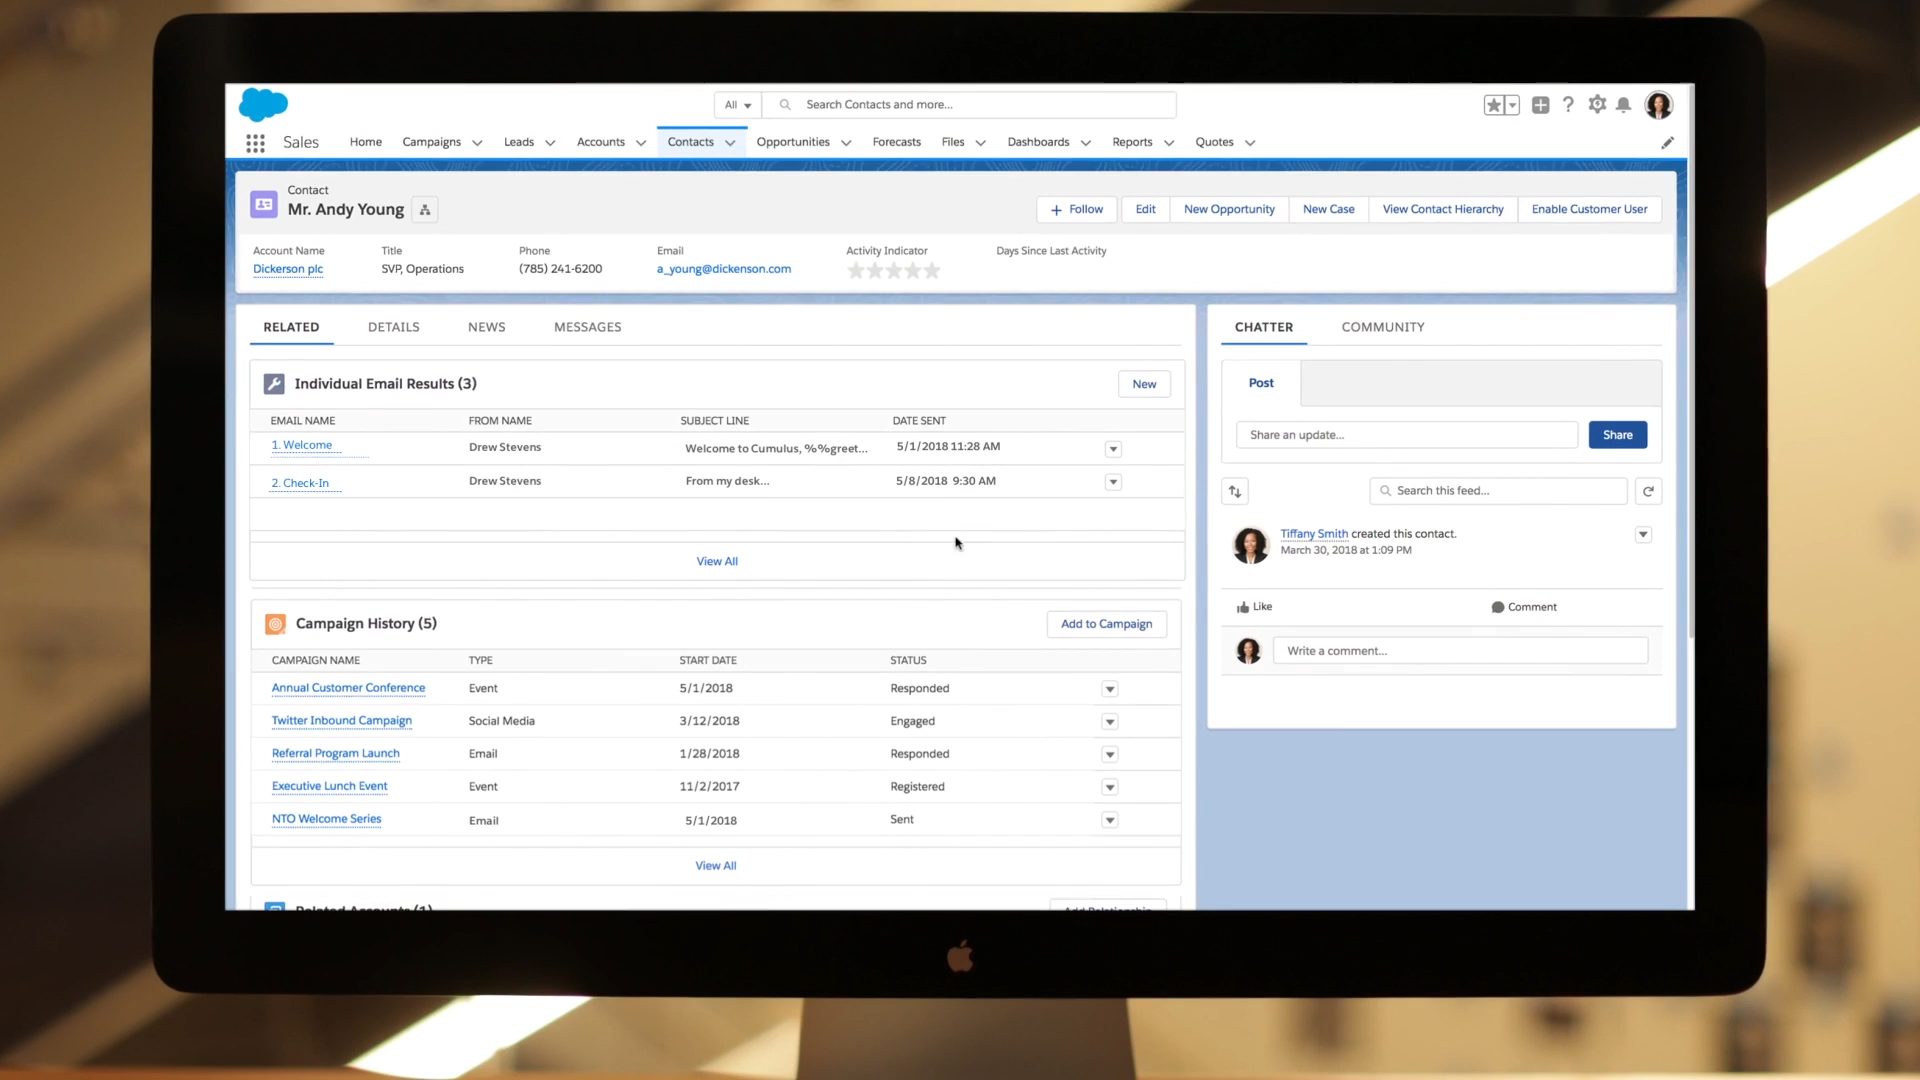 All Search Contacts and more...
Sales Home Campaigns Leads Accounts Contacts Opportunities Forecasts Files Dashboards Reports Quotes
Contact
Mr. Andy Young
Follow Edit New Opportunity New Case View Contact Hierarchy Enable Customer User
Account Name Title Phone Email Activity Indicator Days Since Last Activity
Dickerson plc SVP, Operations (785) 241-6200 a_young@dickenson.com
RELATED DETAILS NEWS MESSAGES
Individual Email Results (3) New
EMAIL NAME FROM NAME SUBJECT LINE DATE SENT
1. Welcome Drew Stevens Welcome to Cumulus, %%greet... 5/1/2018 11:28 AM
2. Check-In Drew Stevens From my desk... 5/8/2018 9:30 AM
View All
Campaign History (5) Add to Campaign
CAMPAIGN NAME TYPE START DATE STATUS
Annual Customer Conference Event 5/1/2018 Responded
Twitter Inbound Campaign Social Media 3/12/2018 Engaged
Referral Program Launch Email 1/28/2018 Responded
Executive Lunch Event Event 11/2/2017 Registered
NTO Welcome Series Email 5/1/2018 Sent
View All
Related Accounts (1) Add Relationship
CHATTER COMMUNITY
Post
Share an update... Share
Search this feed...
Tiffany Smith created this contact.
March 30, 2018 at 1:09 PM
Like Comment
Write a comment...